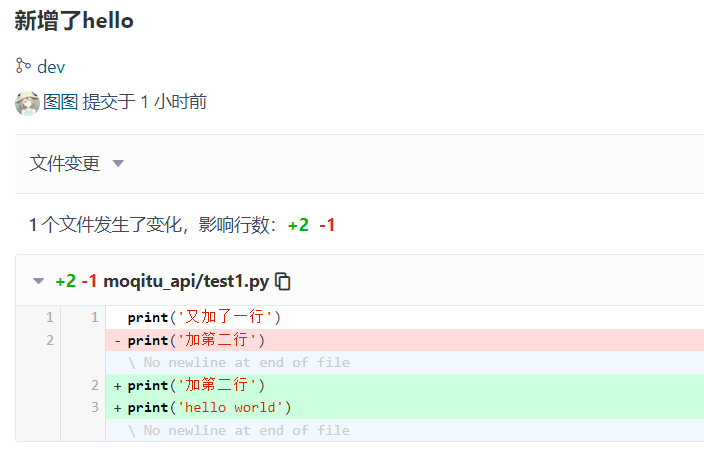 新增了hello
dev
图图 提交于 1 小时前
文件变更
1 个文件发生了变化，影响行数：+2 -1
+2 -1 moqitu_api/test1.py
1 1 print('又加了一行')
2 - print('加第二行')
\ No newline at end of file
2 + print('加第二行')
3 + print('hello world')
\ No newline at end of file